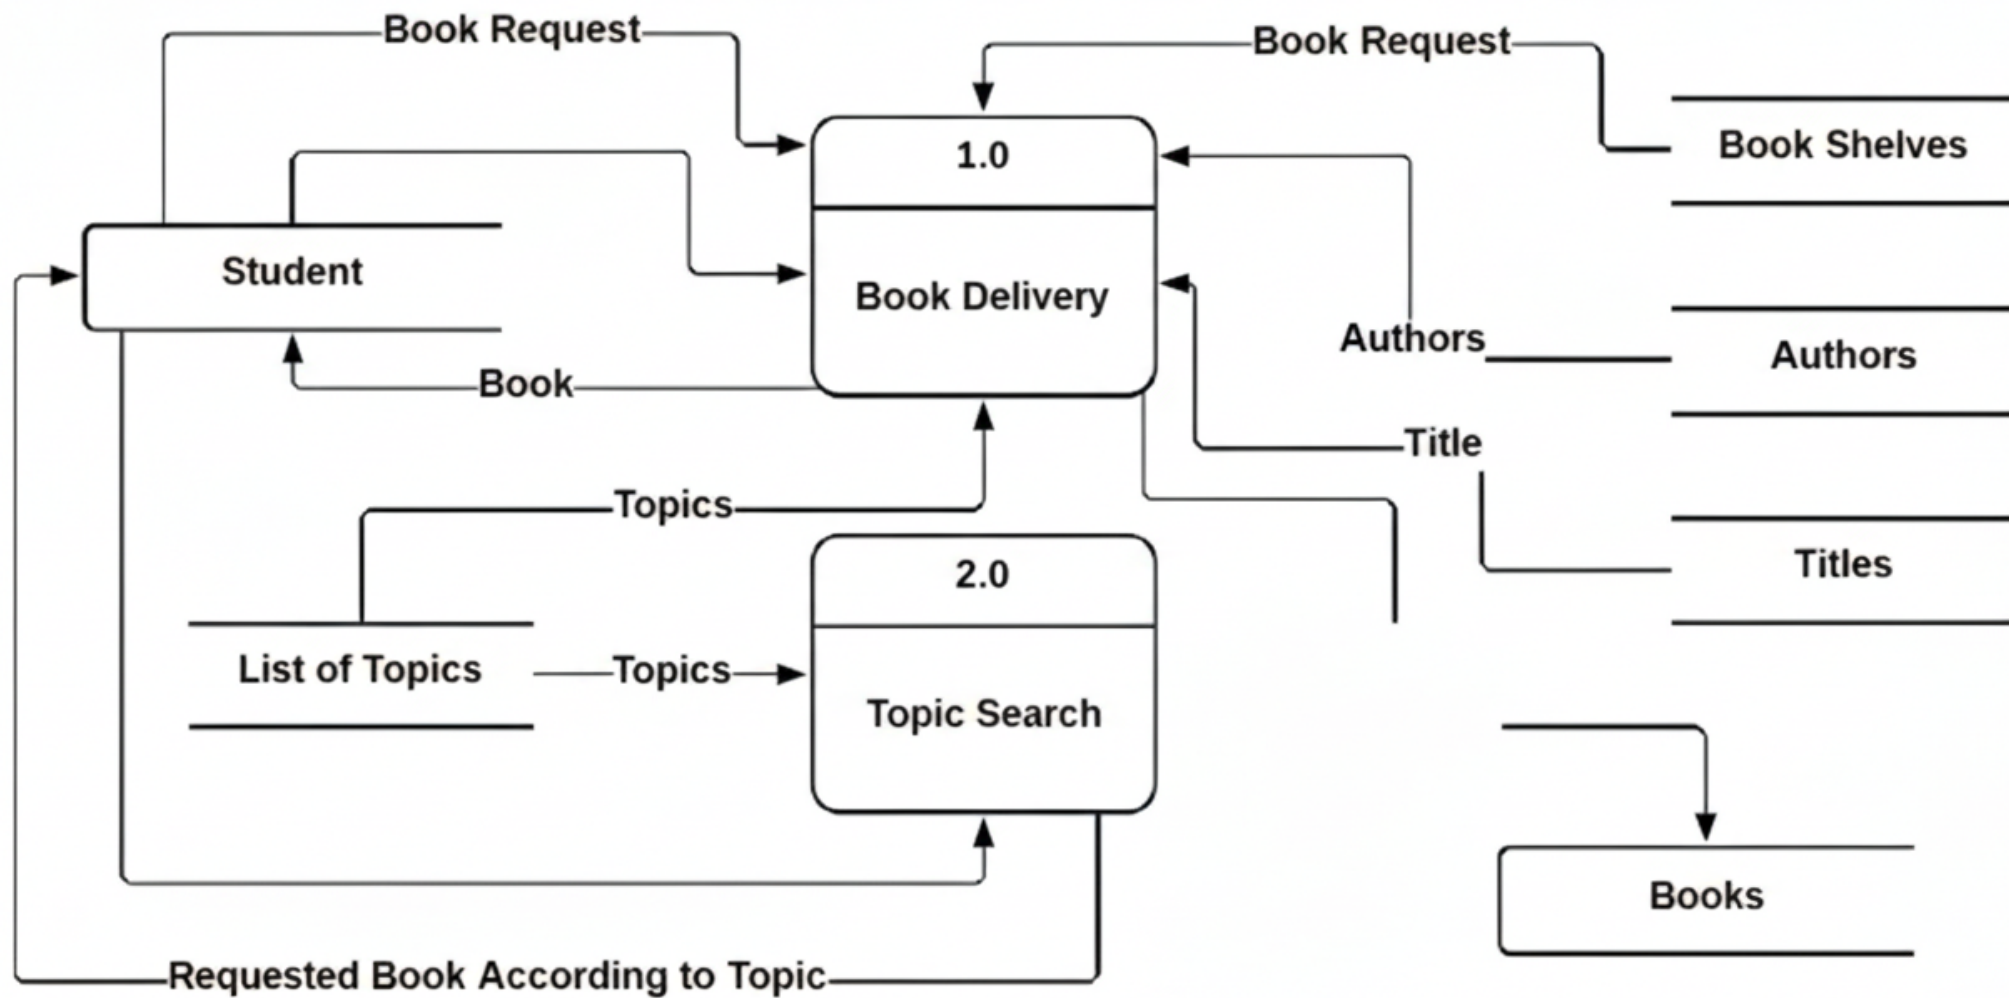 Book Request
Book Request
1.0
Book Shelves
Student
Book Delivery
Authors
Authors
Book
Title
Topics
2.0
Titles
List of Topics
Topics
Topic Search
Books
Requested Book According to Topic